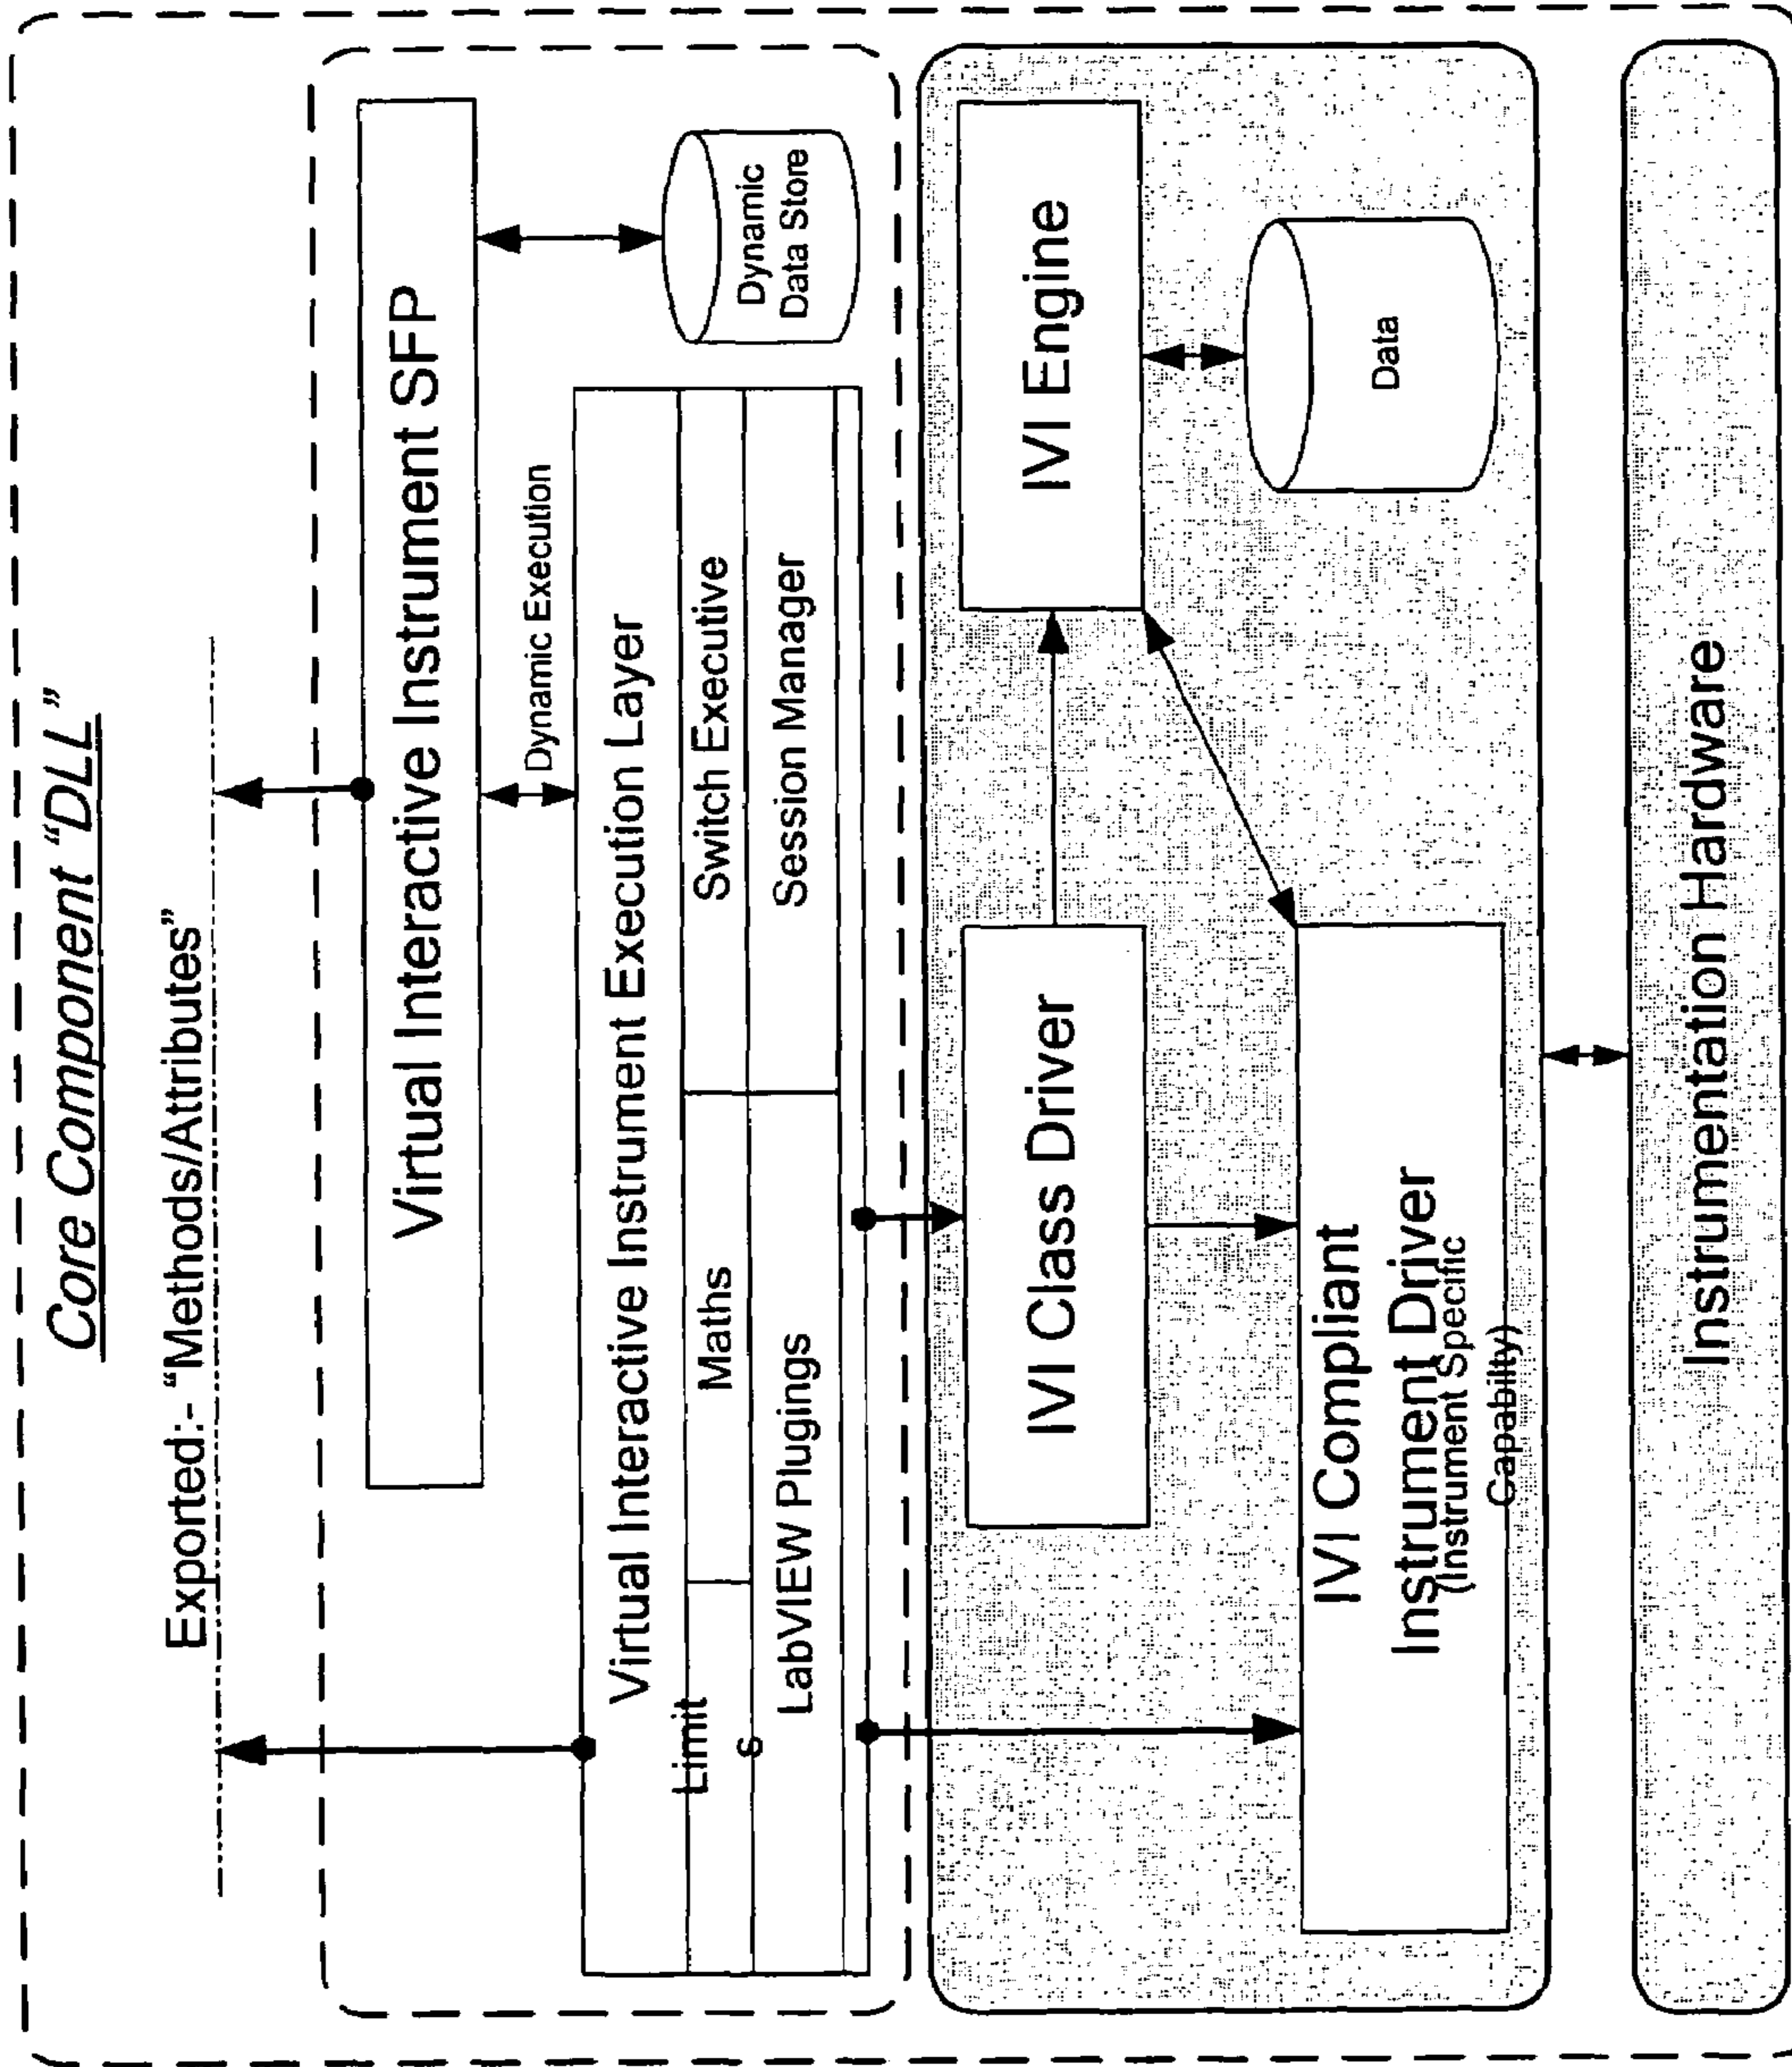 Core Component “DLL”
Exported:- “Methods/Attributes”
Virtual Interactive Instrument SFP
Dynamic Execution
Dynamic
Data Store
Virtual Interactive Instrument Execution Layer
Limit
s
Maths
Switch Executive
LabVIEW Plugings
Session Manager
IVI Class Driver
IVI Engine
IVI Compliant
Instrument Driver
(Instrument Specific
Capabilty)
Data
Instrumentation Hardware